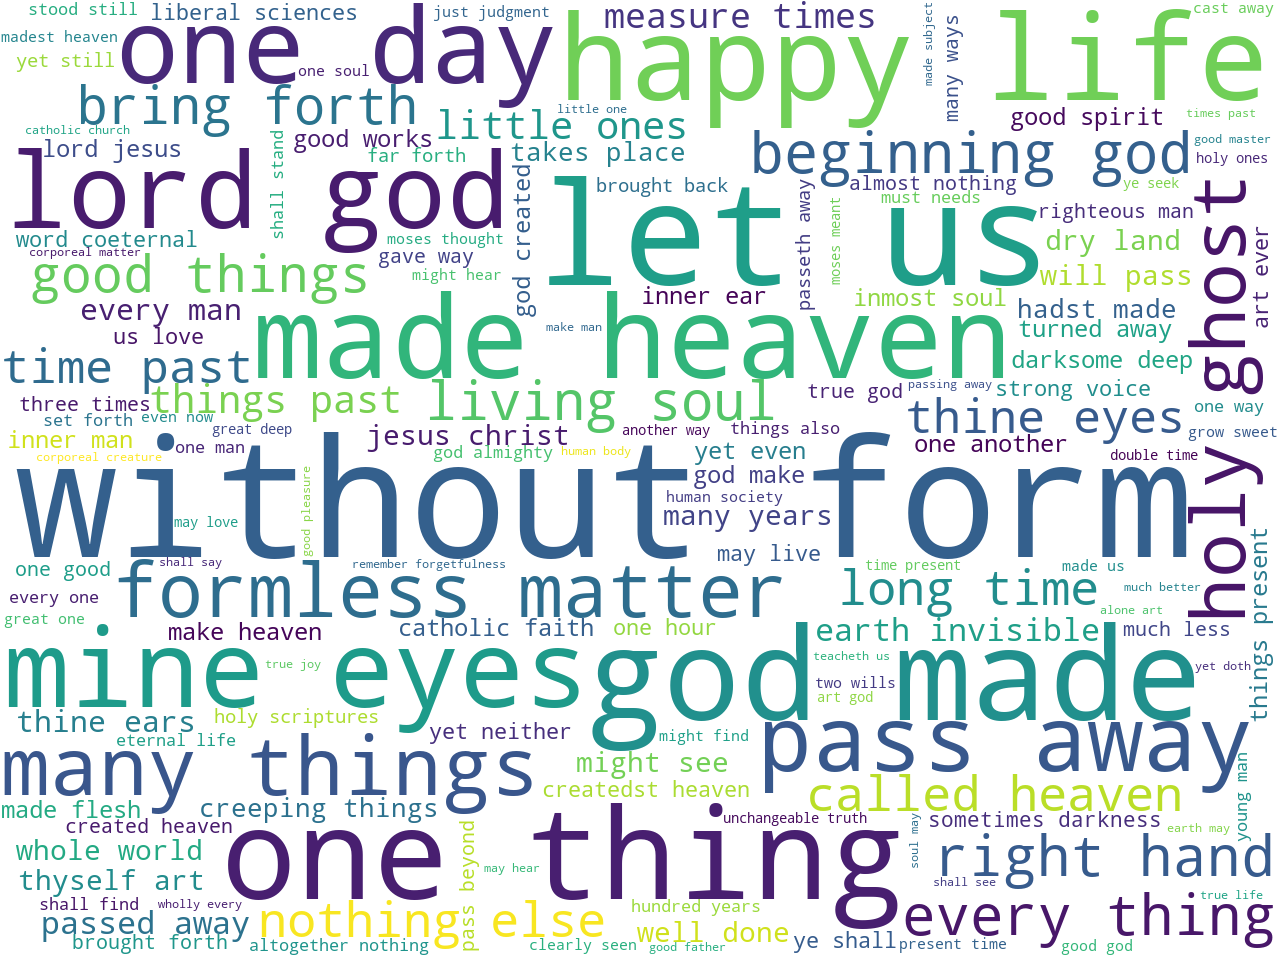 stood still
liberal sciences
one day
just judgment
happy life
measure times
made subject
many ways
cast away
madest heaven
yet still
one soul
bring forth
little one
little ones
good spirit
times past
catholic church
shall stand
good works
lord jesus
far forth
takes place
beginning god
good master
holy ones
lord god
god created
brought back
let us
passeth away
almost nothing
must needs
moses meant
ye seek
holy ghost
righteous man
art ever
word coeternal
corporeal matter
moses thought
gave way
dry land
good things
might hear
inner ear
inmost soul
will pass
every man
us love
make man
made heaven
hadst made
turned away
time past
darksome deep
things past
living soul
true god
passing away
strong voice
three times
set forth
even now
great deep
thine eyes
one way
inner man
one man
jesus christ
another way
things also
grow sweet
corporeal creature
god almighty
human body
yet even
one another
double time
without form
good pleasure
god make
human society
many years
may love
may live
one good
shall say
remember forgetfulness
time present
made us
formless matter
long time
much better
every one
great one
alone art
things present
make heaven
catholic faith
one hour
earth invisible
much less
mine eyes
true joy
god made
teacheth us
yet doth
two wills
art god
thine ears
holy scriptures
yet neither
pass away
eternal life
might find
many things
might see
young man
createdst heaven
called heaven
made flesh
creeping things
created heaven
one thing
unchangeable truth
sometimes darkness
earth may
whole world
pass beyond
may hear
soul may
right hand
thyself art
shall see
shall find
wholly every
true life
passed away
nothing else
hundred years
well done
every thing
brought forth
altogether nothing
clearly seen
good father
ye shall
present time
good god